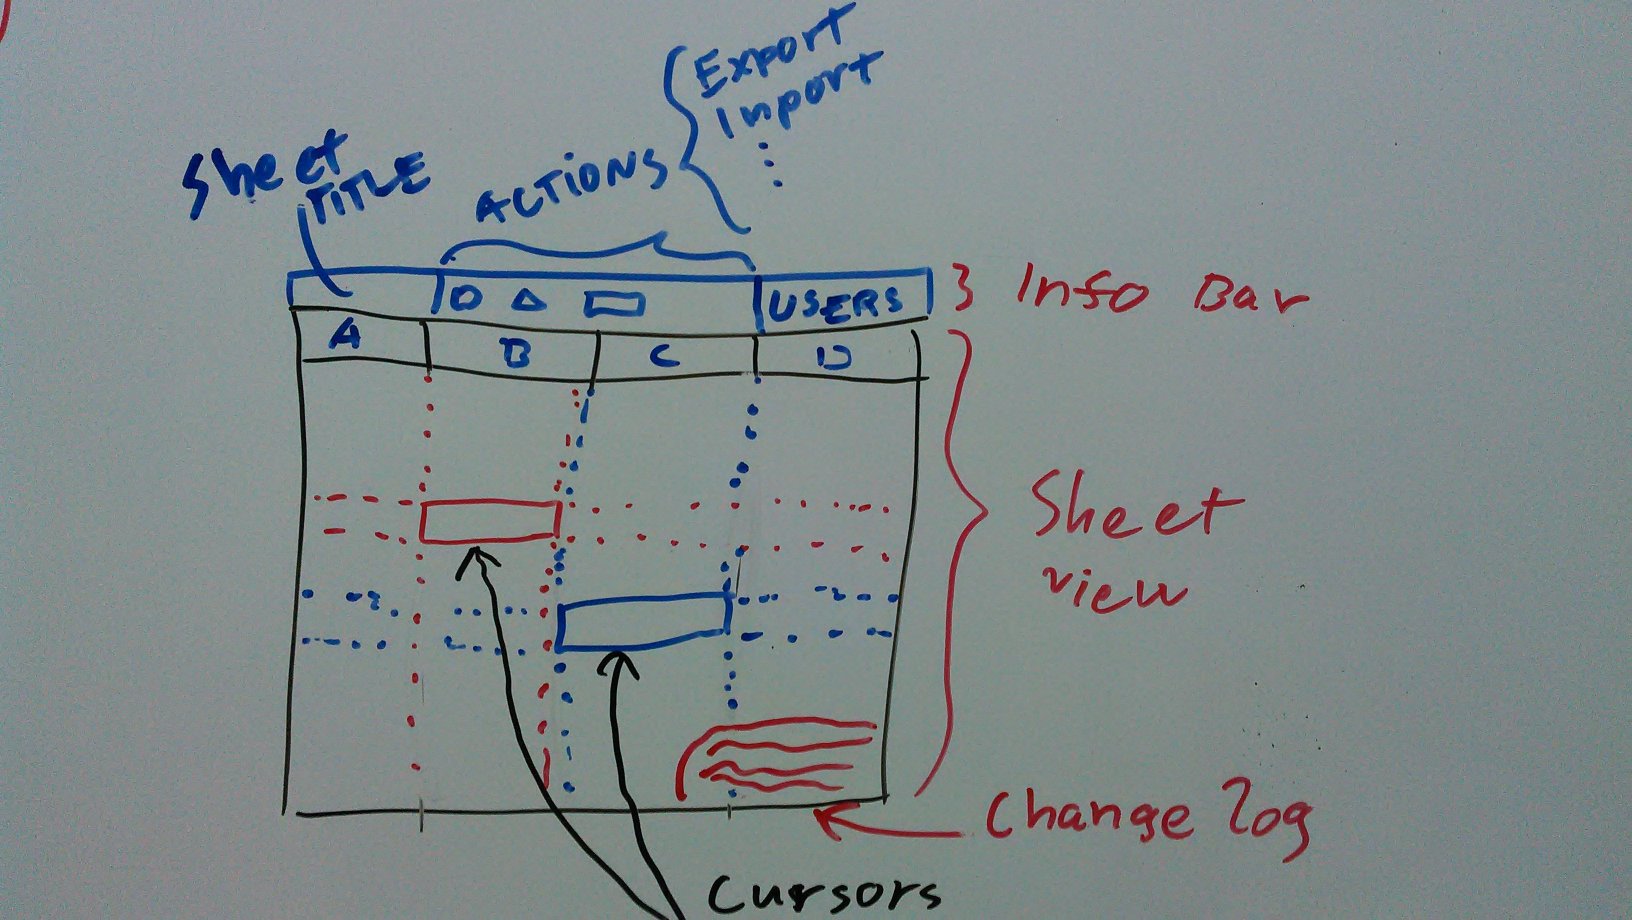 Export
Inport
Sheet
TITLE
ACTIONS
USERS
Info Bar
A B C D
Sheet
view
Change log
Cursors